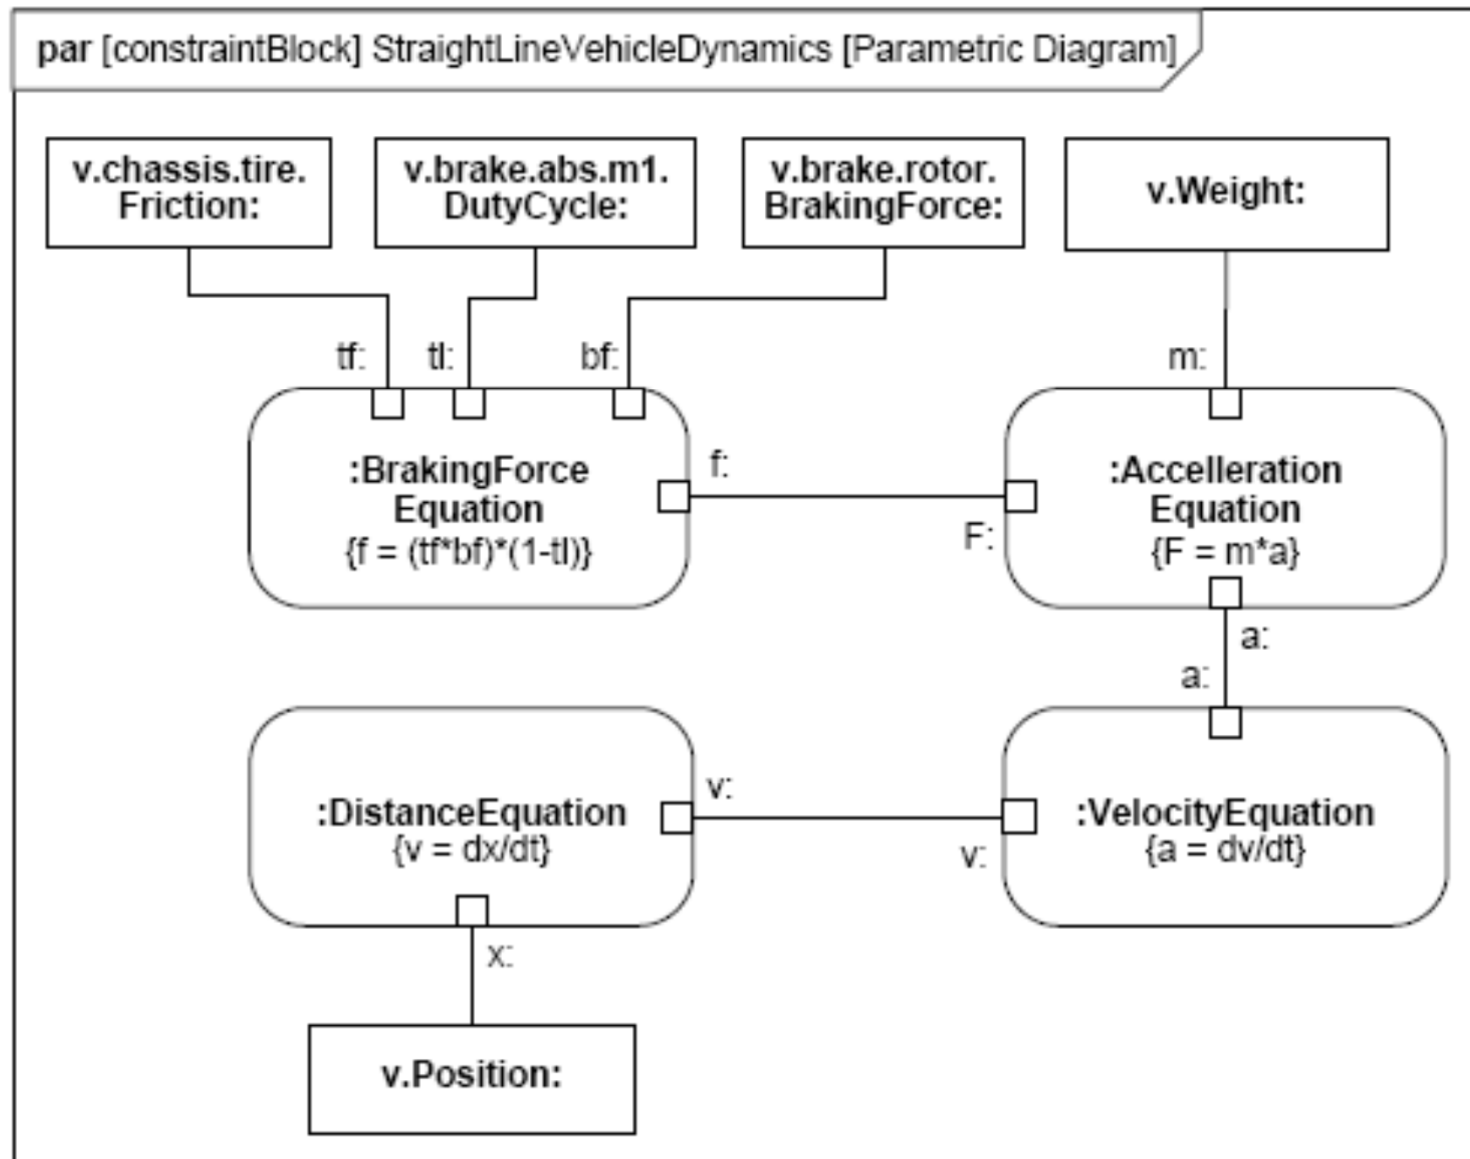 par [constraintBlock] StraightLineVehicleDynamics [Parametric Diagram]
v.chassis.tire.
Friction:
v.brake.abs.m1.
DutyCycle:
v.brake.rotor.
BrakingForce:
v.Weight:
tf:
tl:
bf:
m:
:BrakingForce
Equation
{f = (tf*bf)*(1-tl)}
f:
F:
:Accelleration
Equation
{F = m*a}
a:
a:
:DistanceEquation
{v = dx/dt}
v:
v:
:VelocityEquation
{a = dv/dt}
x:
v.Position: